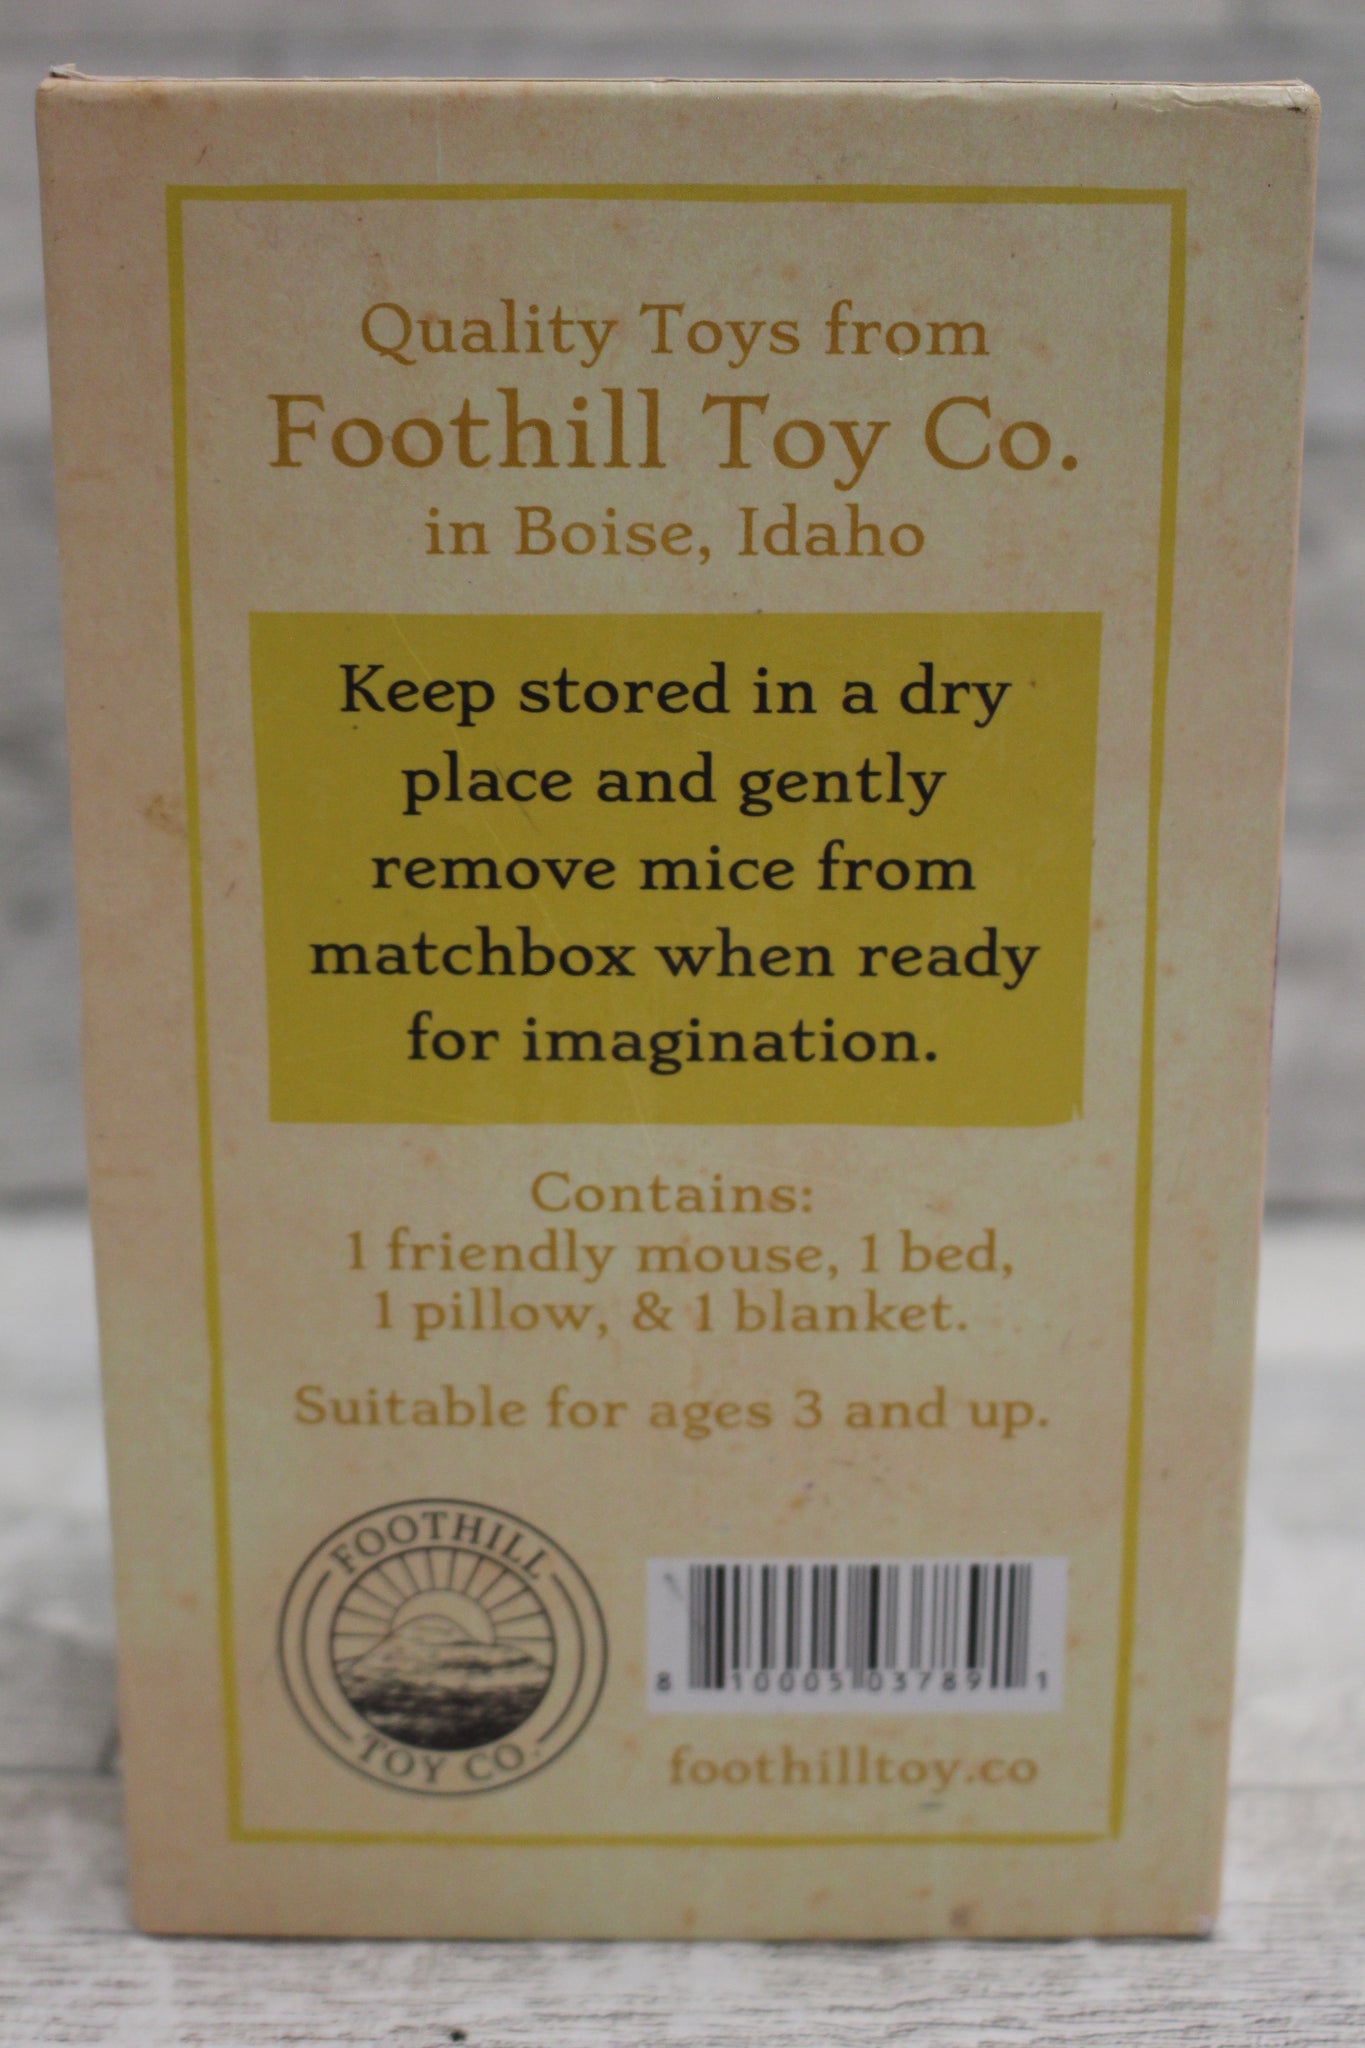 Quality Toys from
Foothill Toy Co.
in Boise, Idaho
Keep stored in a dry
place and gently
remove mice from
matchbox when ready
for imagination.
Contains:
1 friendly mouse, 1 bed,
1 pillow, & 1 blanket.
Suitable for ages 3 and up.
FOOTHILL
TOY CO.
8 10005 03789 1
foothilltoy.co